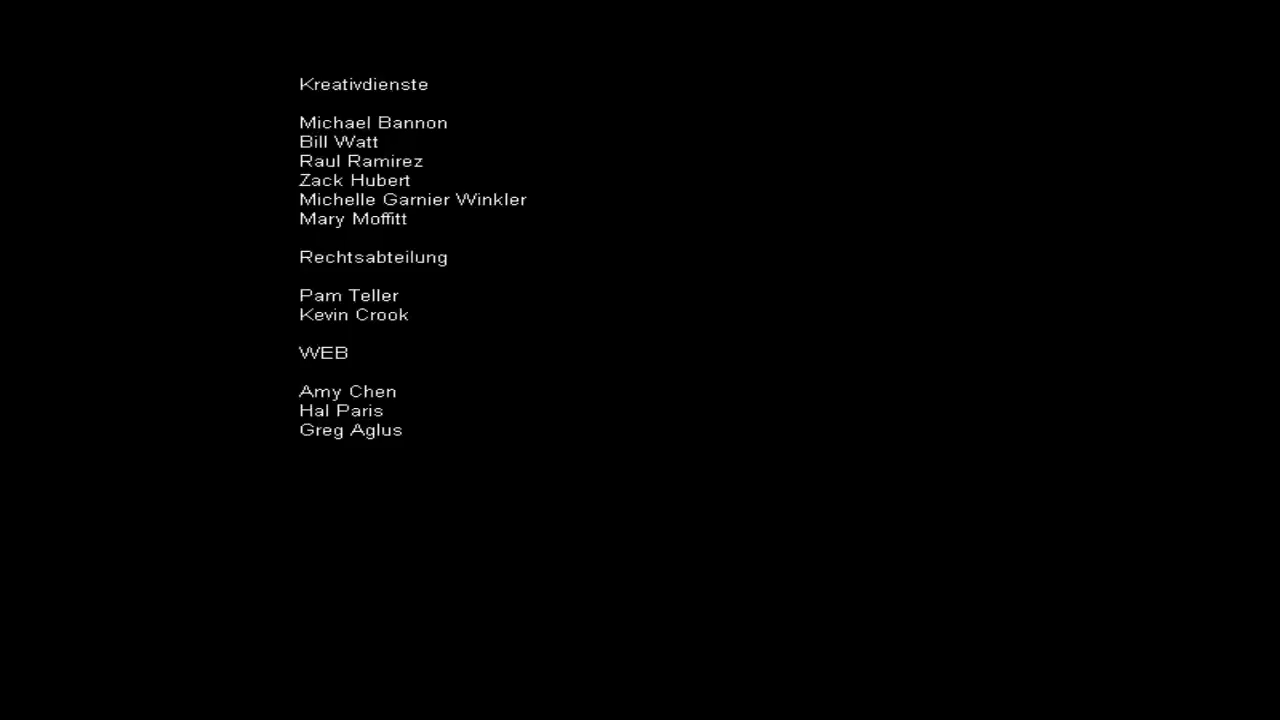 Kreativdienste
Michael Bannon
Bill Watt
Raul Ramirez
Zack Hubert
Michelle Garnier Winkler
Mary Moffitt
Rechtsabteilung
Pam Teller
Kevin Crook
WEB
Amy Chen
Hal Paris
Greg Aglus